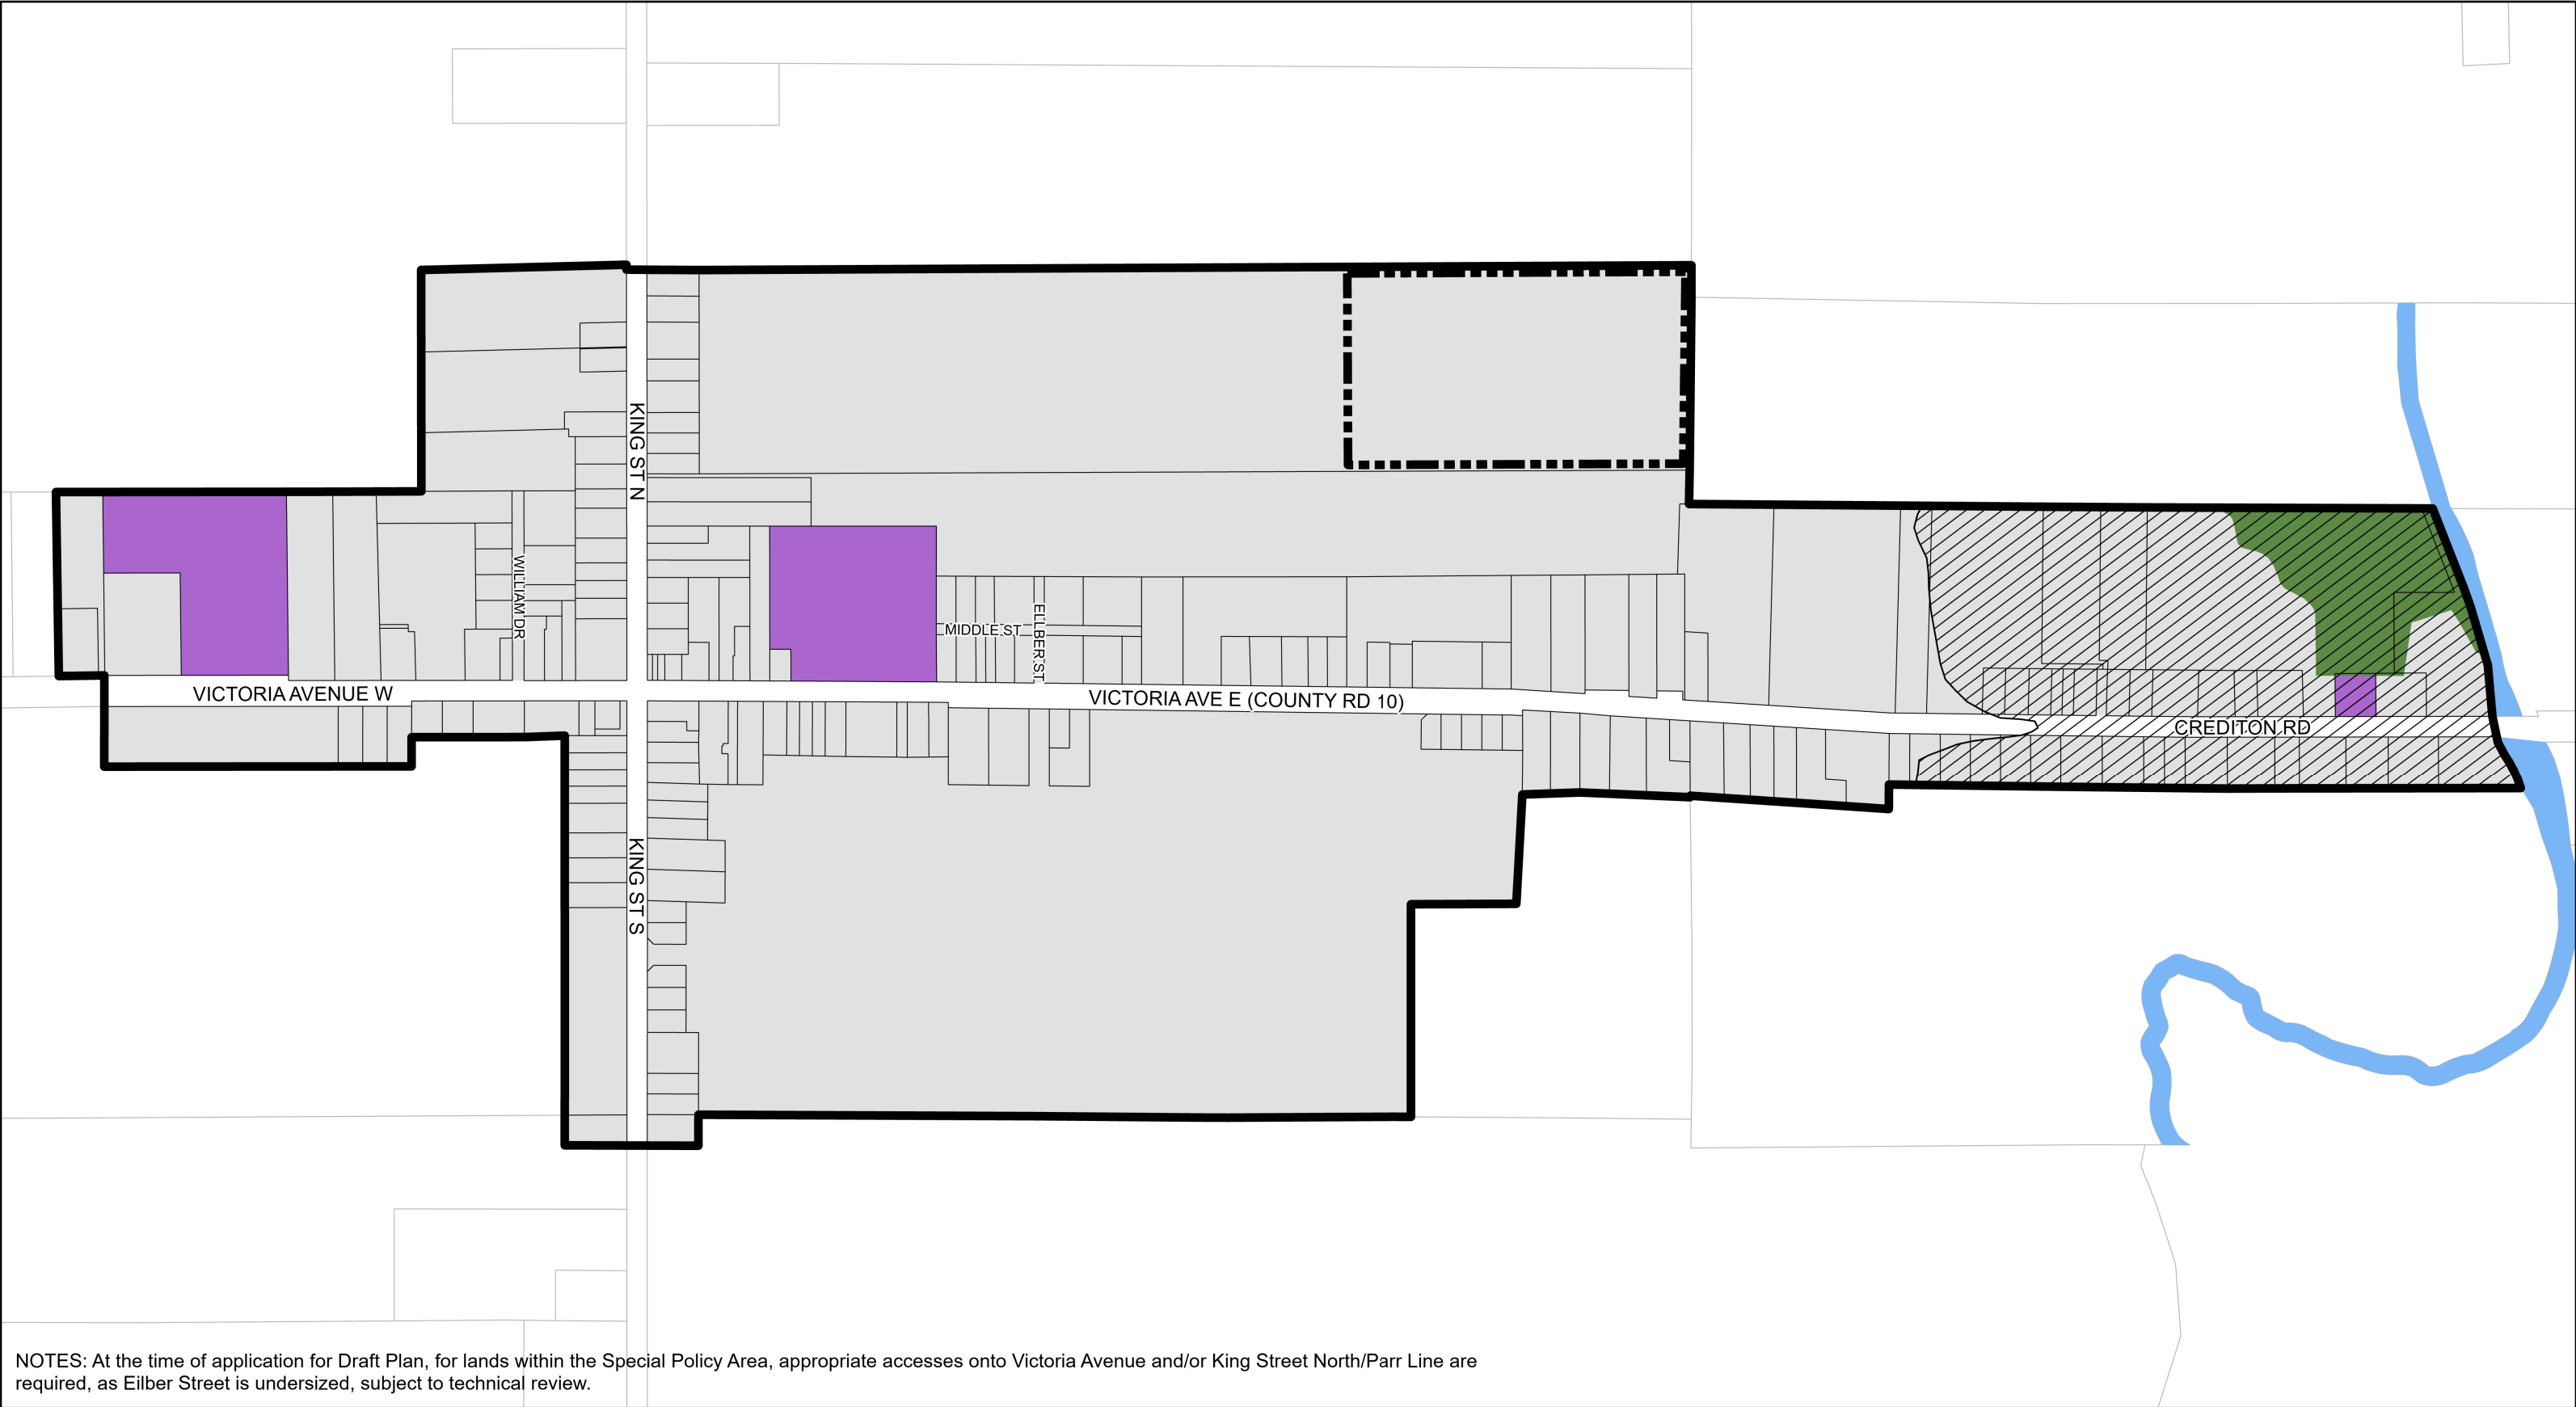 KING ST N
WILLIAM DR
MIDDLE ST
EILBER ST
VICTORIA AVENUE W
VICTORIA AVE E (COUNTY RD 10)
CREDITON RD
KING ST S
NOTES: At the time of application for Draft Plan, for lands within the Special Policy Area, appropriate accesses onto Victoria Avenue and/or King Street North/Parr Line are
required, as Eilber Street is undersized, subject to technical review.